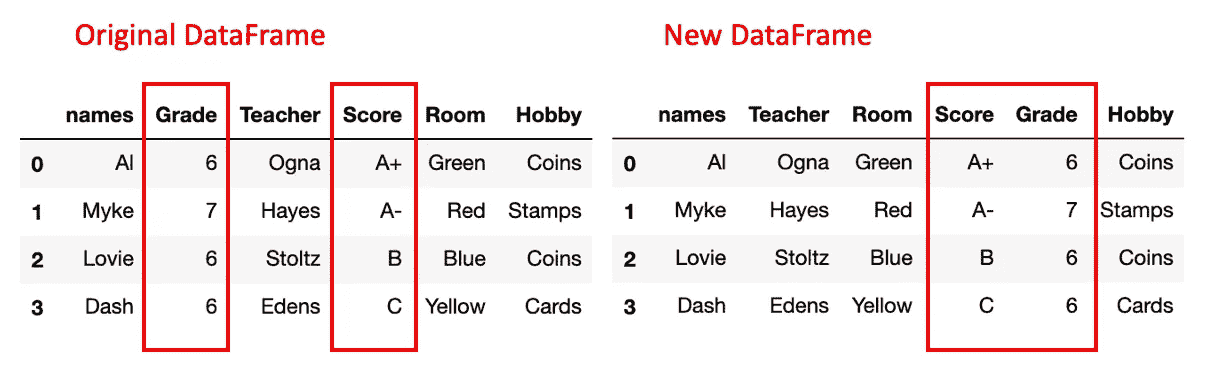 Original DataFrame
names Grade Teacher Score Room Hobby
0 Al 6 Ogna A+ Green Coins
1 Myke 7 Hayes A- Red Stamps
2 Lovie 6 Stoltz B Blue Coins
3 Dash 6 Edens C Yellow Cards
New DataFrame
names Teacher Room Score Grade Hobby
0 Al Ogna Green A+ 6 Coins
1 Myke Hayes Red A- 7 Stamps
2 Lovie Stoltz Blue B 6 Coins
3 Dash Edens Yellow C 6 Cards